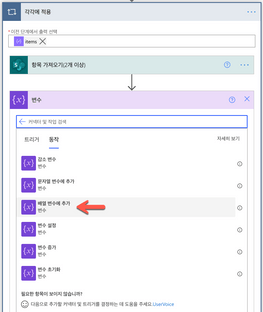 각각에 적용
* 이전 단계에서 출력 선택
items
항목 가져오기(2개 이상)
변수
커넥터 및 작업 검색
트리거 동작 자세히 보기
감소 변수
변수
문자열 변수에 추가
변수
배열 변수에 추가
변수
변수 설정
변수
변수 증가
변수
변수 초기화
변수
필요한 항목이 보이지 않습니까?
다음으로 추가할 커넥터 및 트리거를 결정하는 데 도움을 주세요.UserVoice